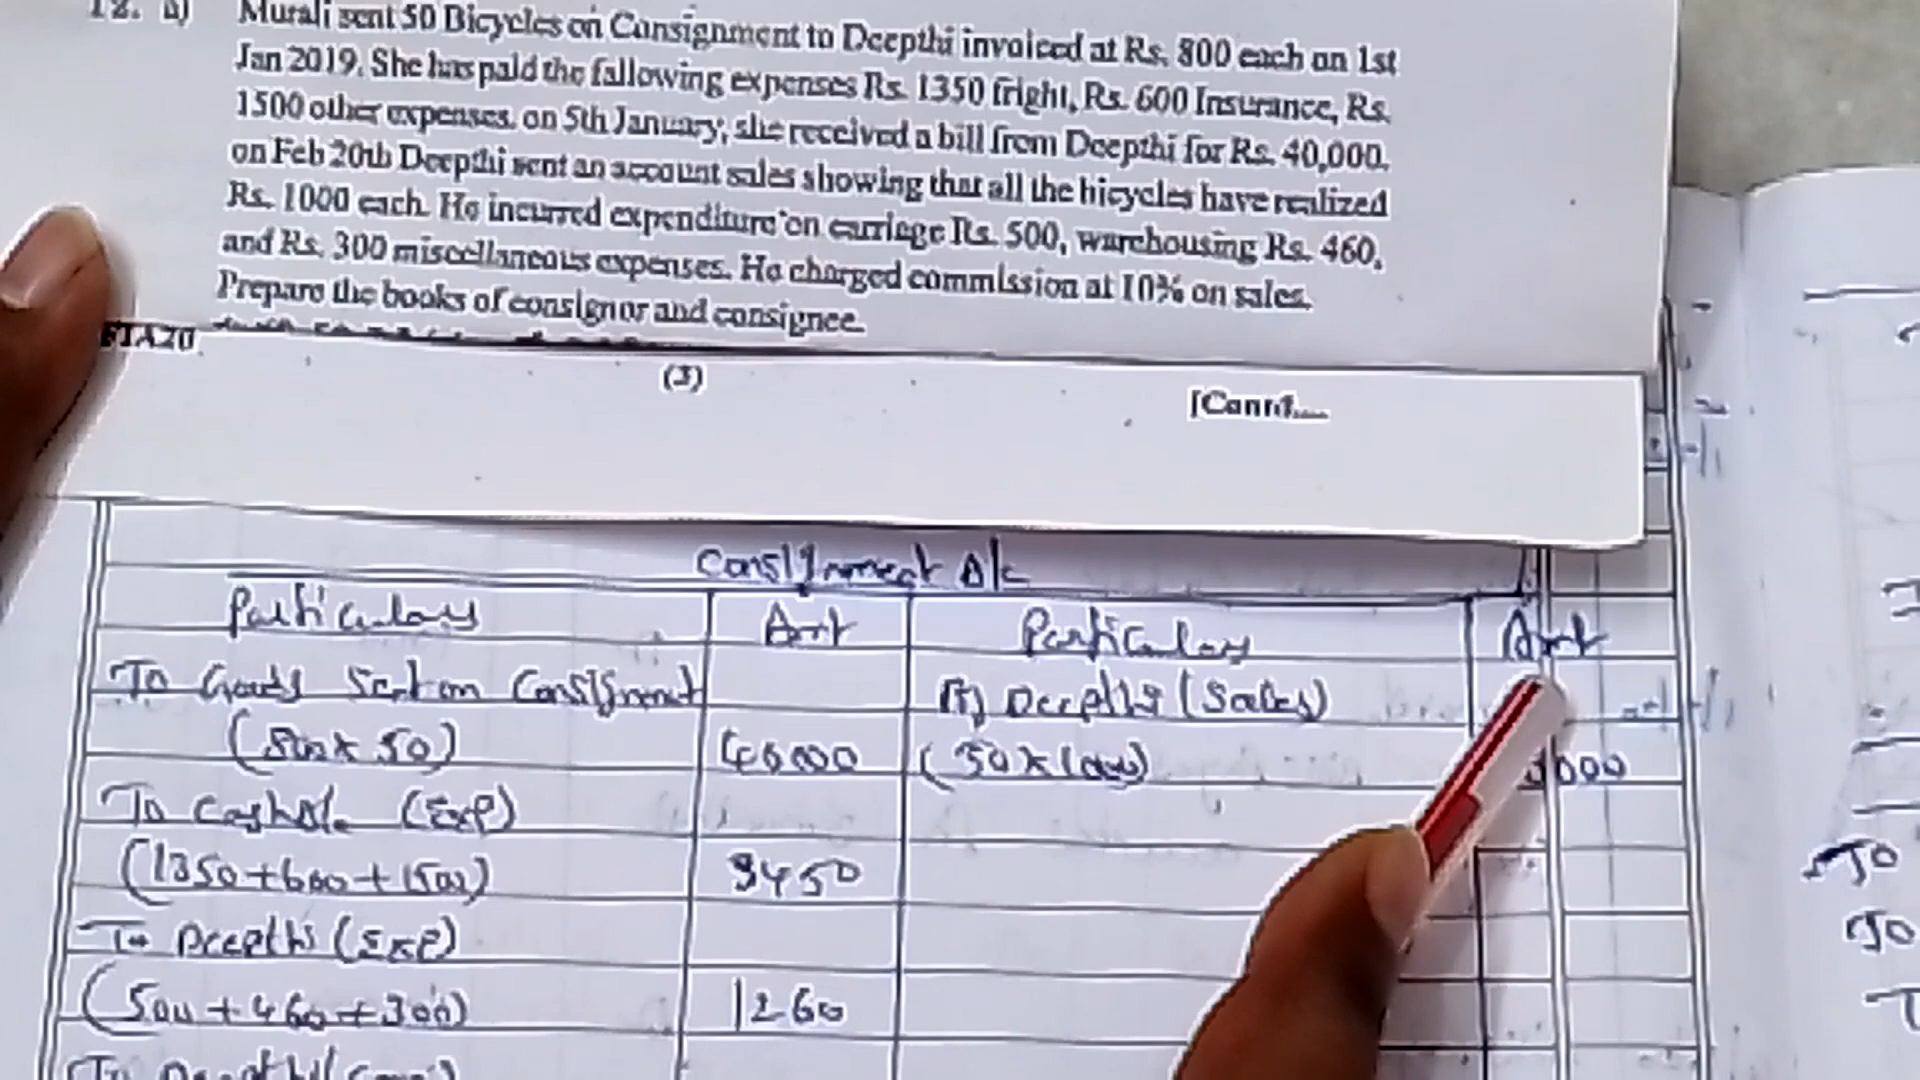 12. a) Murali sent 50 Bicycles on Consignment to Deepthi invoiced at Rs. 800 each on 1st
Jan 2019. She has paid the fallowing expenses Rs. 1350 fright, Rs. 600 Insurance, Rs.
1500 other expenses. on 5th January, she received a bill from Deepthi for Rs. 40,000.
on Feb 20th Deepthi sent an account sales showing that all the bicycles have realized
Rs. 1000 each. He incurred expenditure on carriage Rs. 500, warehousing Rs. 460,
and Rs. 300 miscellaneous expenses. He charged commission at 10% on sales.
Prepare the books of consignor and consignee.
(3)
[Contd....
Consignment A/c
Particulars Amt Particulars Amt
To Goods Sent on Consignment By Deepthi (Sales)
(800 x 50) 40000 (50 x 1000)
To Cash A/c (Exp)
(1350+600+1500) 3450
To Deepthi (Exp)
(500+460+300) 1260
To
To